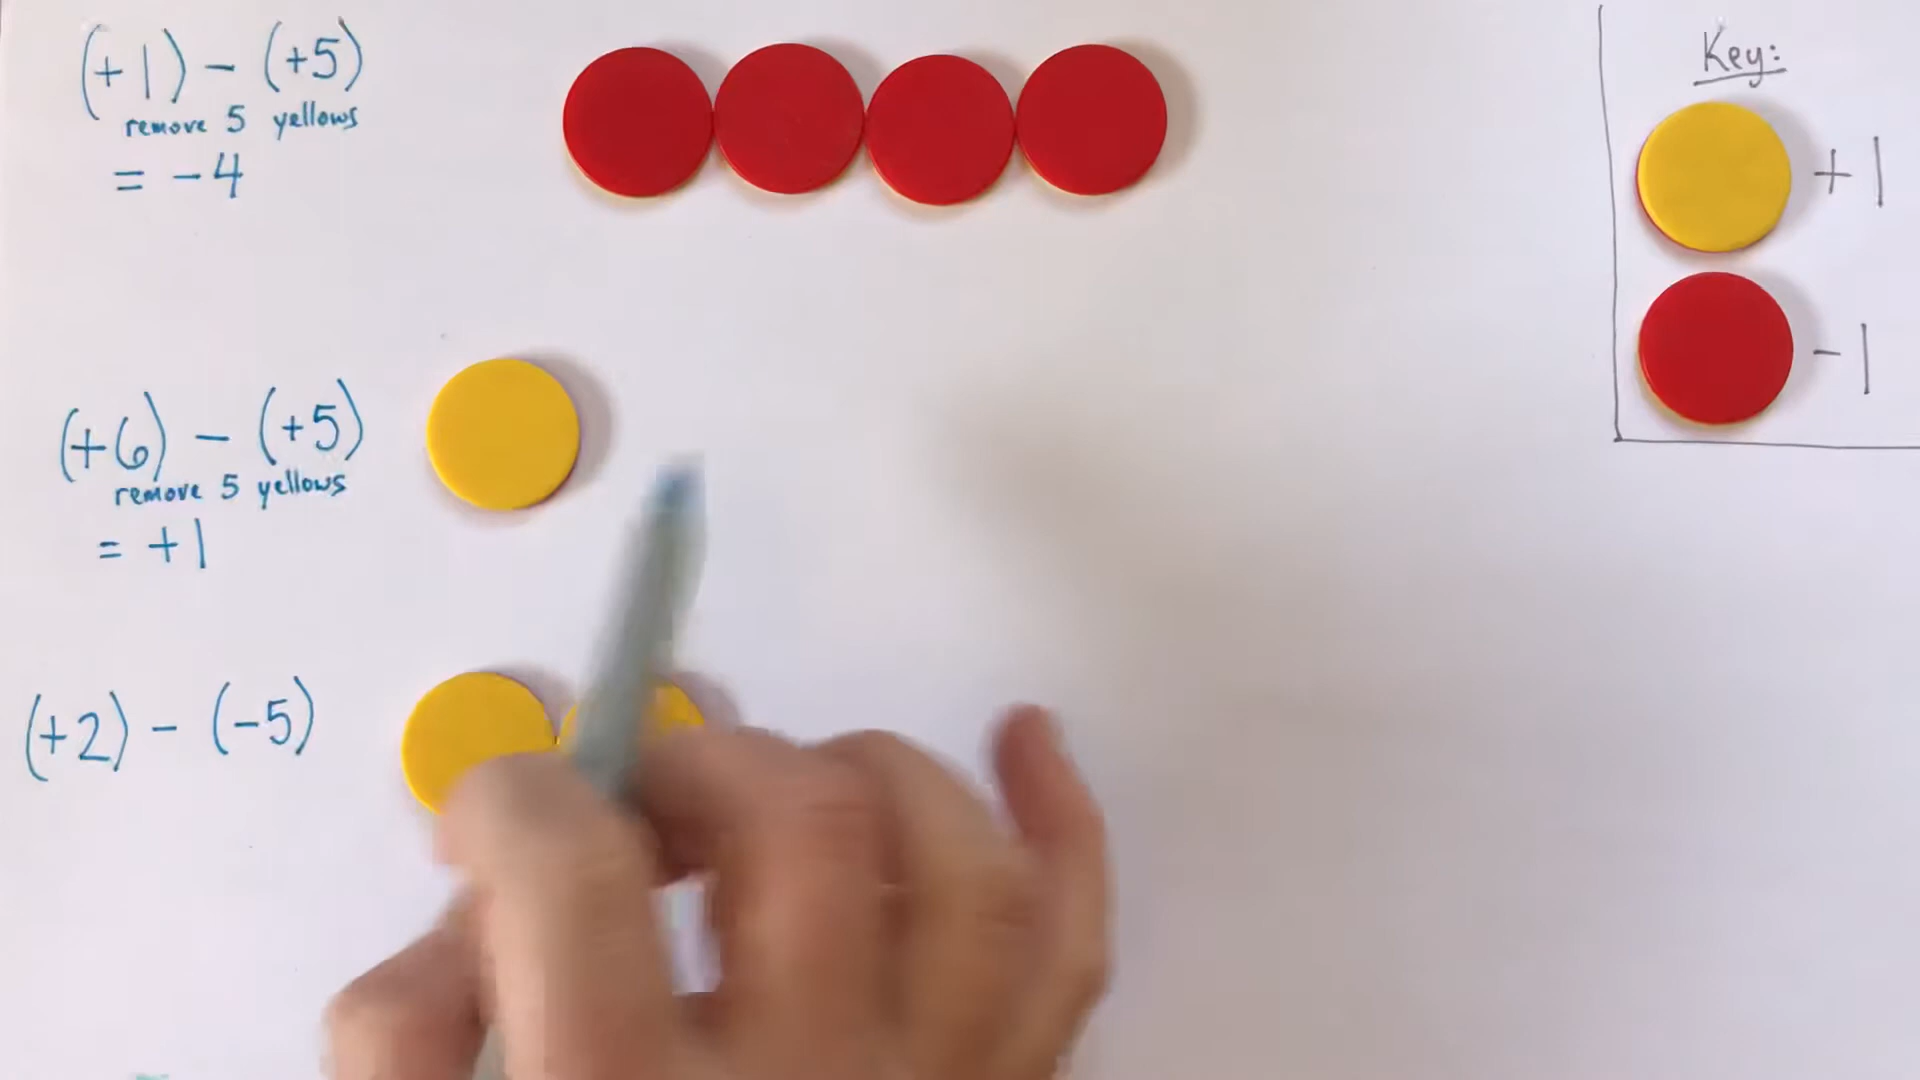 (+1) - (+5)
remove 5 yellows
= -4
(+6) - (+5)
remove 5 yellows
= +1
(+2) - (-5)
Key:
+1
-1